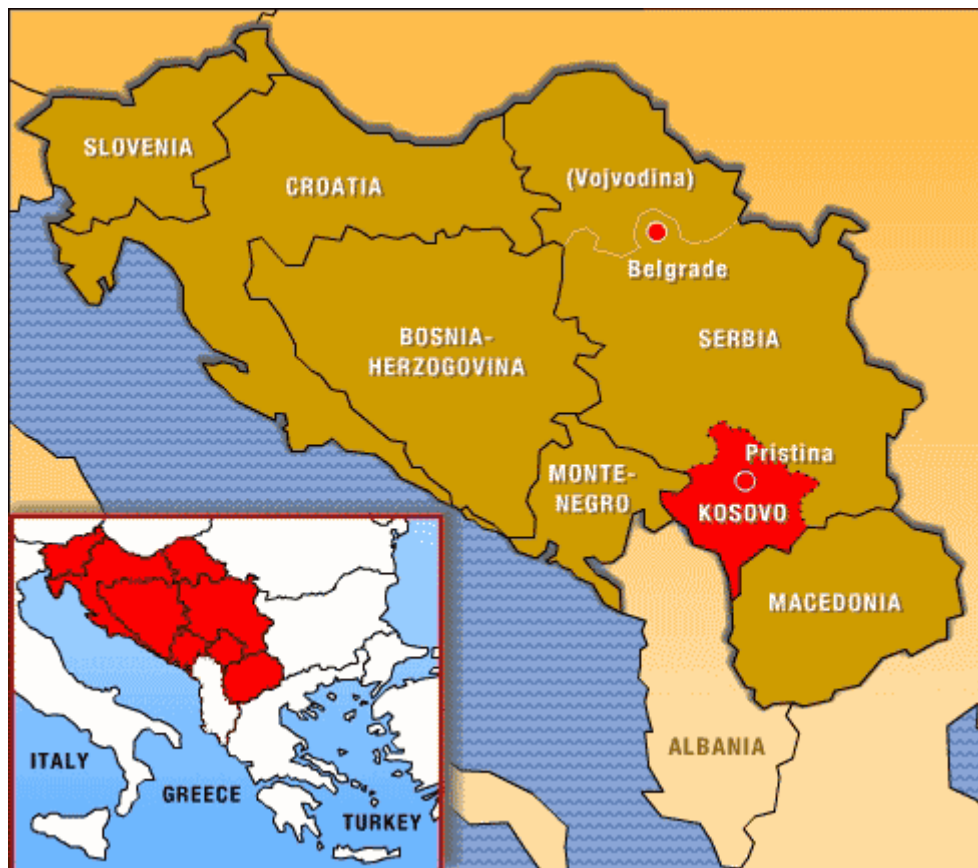 SLOVENIA
CROATIA
(Vojvodina)
Belgrade
BOSNIA-
HERZOGOVINA
SERBIA
MONTE-
NEGRO
Pristina
KOSOVO
MACEDONIA
ALBANIA
ITALY
GREECE
TURKEY